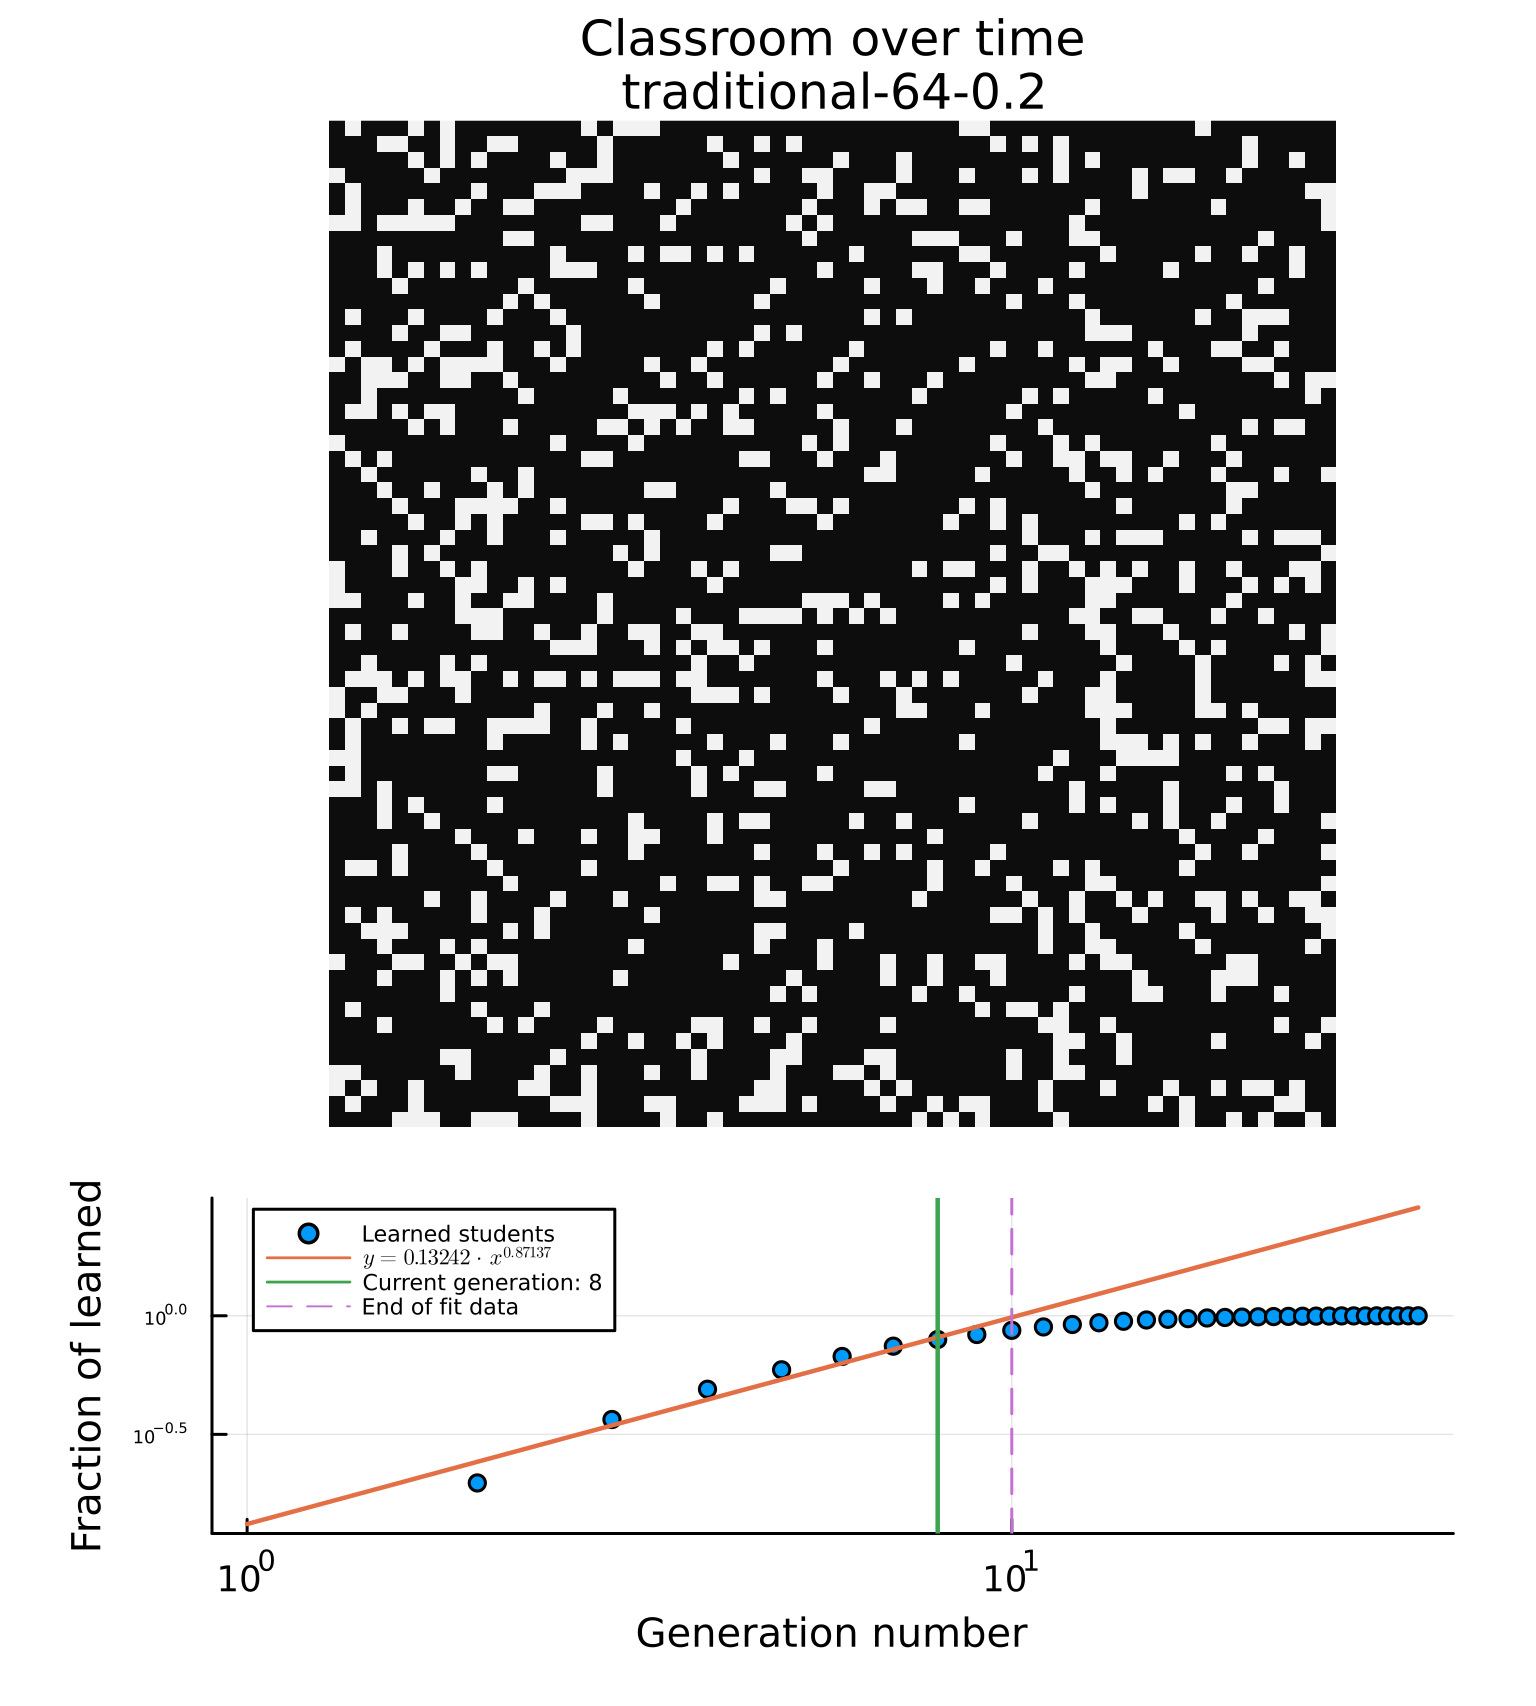 Classroom over time
traditional-64-0.2
Fraction of learned
Learned students
y = 0.13242 · x^0.87137
Current generation: 8
End of fit data
10^0.0
10^−0.5
10^0
10^1
Generation number